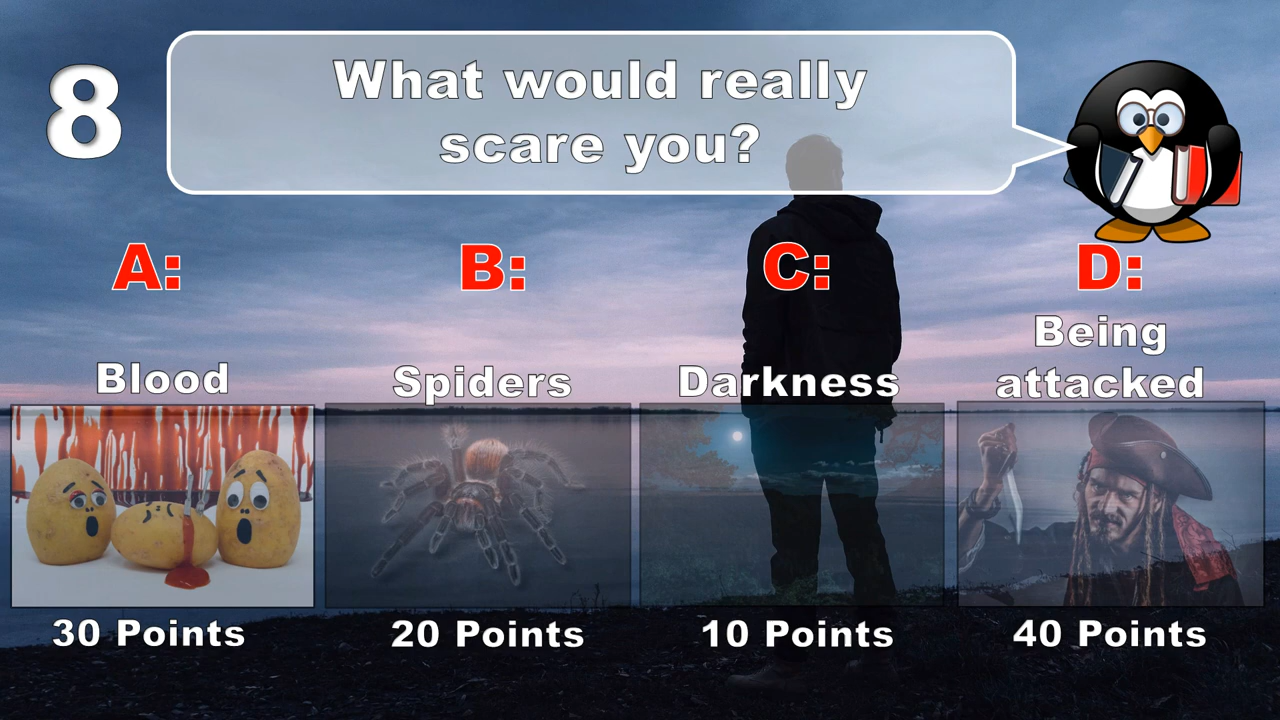 8
What would really
scare you?
A:
B:
C:
D:
Blood
Spiders
Darkness
Being
attacked
30 Points
20 Points
10 Points
40 Points